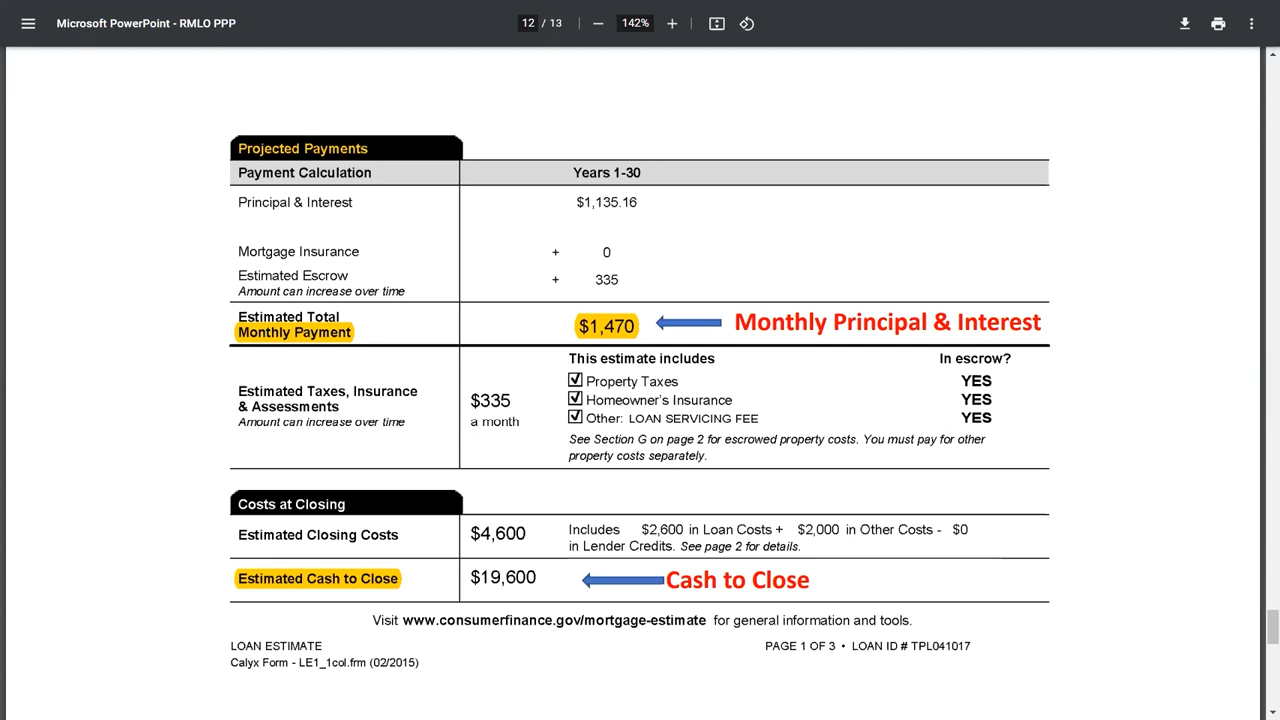 Microsoft PowerPoint - RMLO PPP
12 / 13
142%
Projected Payments
Payment Calculation Years 1-30
Principal & Interest $1,135.16
Mortgage Insurance + 0
Estimated Escrow + 335
Amount can increase over time
Estimated Total
Monthly Payment $1,470 Monthly Principal & Interest
This estimate includes In escrow?
Property Taxes YES
Estimated Taxes, Insurance
& Assessments
Amount can increase over time
$335
a month
Homeowner's Insurance YES
Other: LOAN SERVICING FEE YES
See Section G on page 2 for escrowed property costs. You must pay for other
property costs separately.
Costs at Closing
Estimated Closing Costs $4,600 Includes $2,600 in Loan Costs + $2,000 in Other Costs - $0
in Lender Credits. See page 2 for details.
Estimated Cash to Close $19,600 Cash to Close
Visit www.consumerfinance.gov/mortgage-estimate for general information and tools.
LOAN ESTIMATE PAGE 1 OF 3 • LOAN ID # TPL041017
Calyx Form - LE1_1col.frm (02/2015)